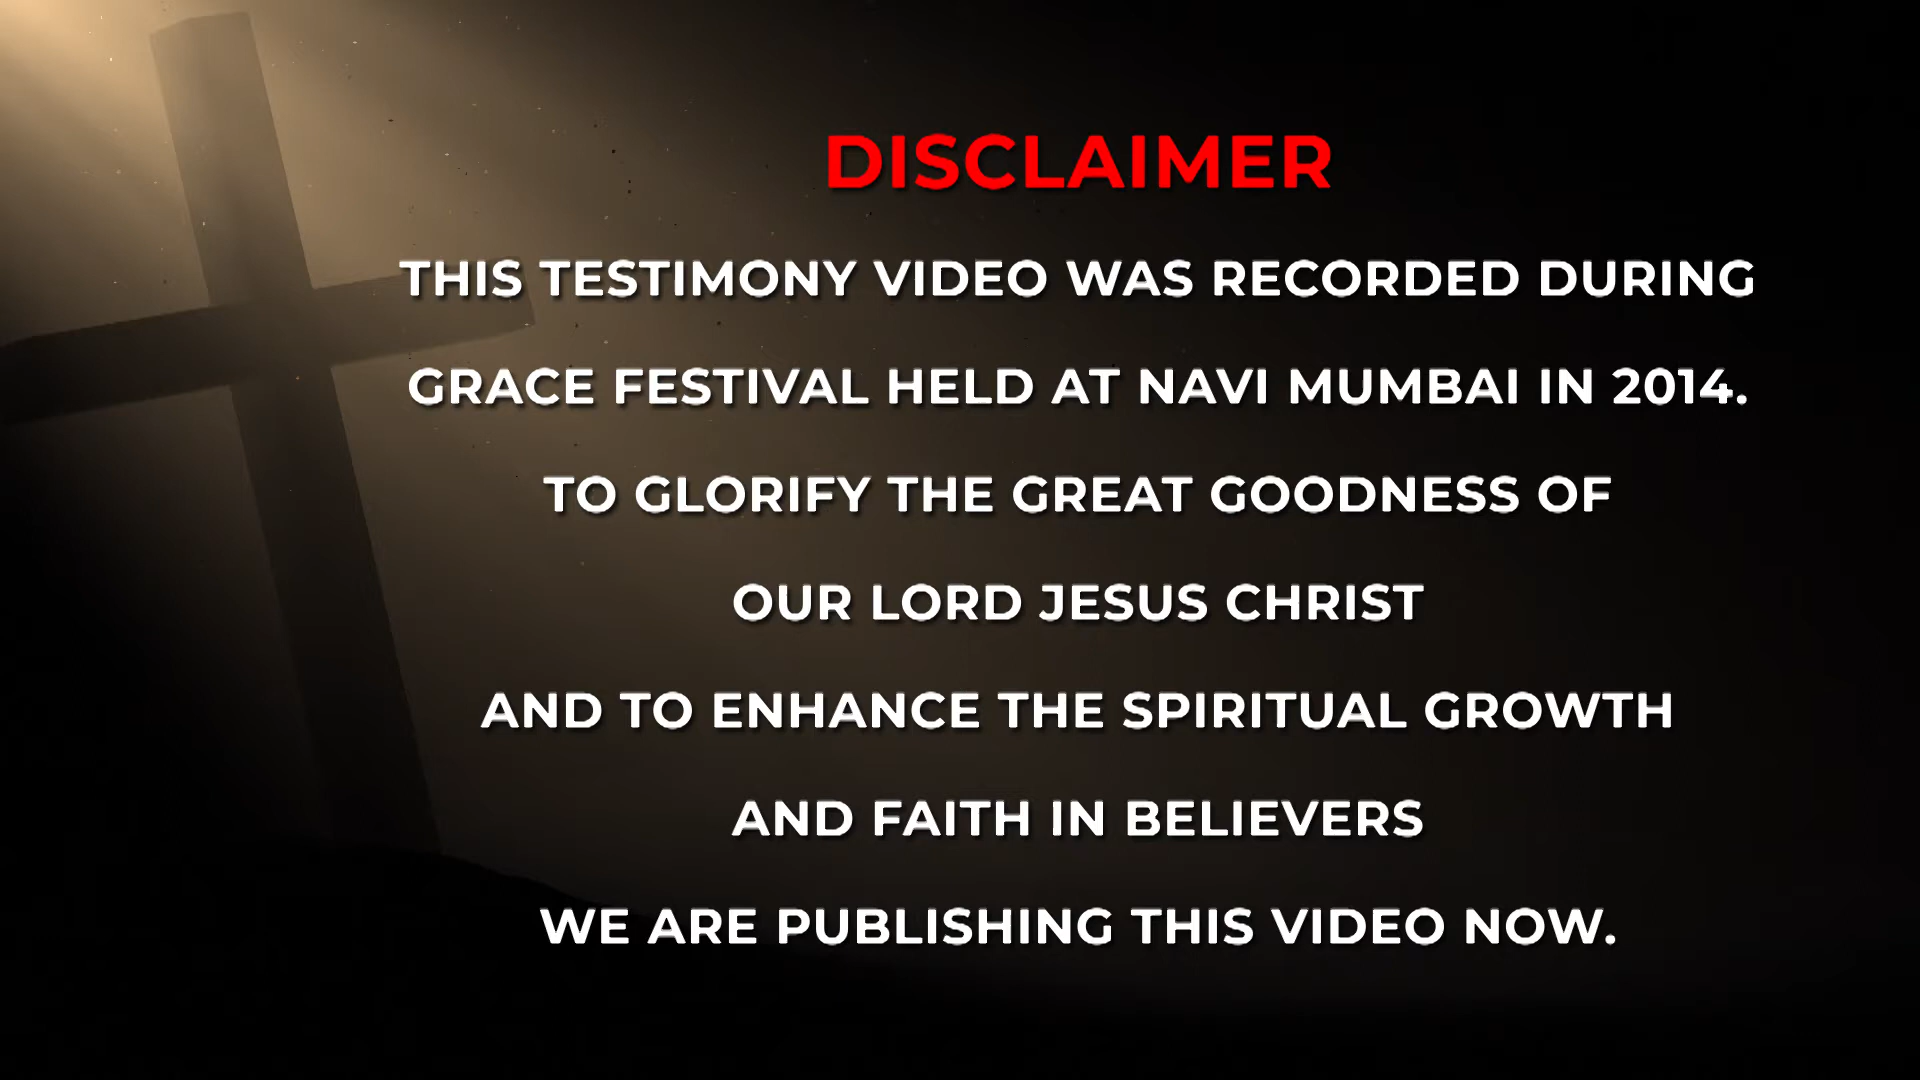 DISCLAIMER
THIS TESTIMONY VIDEO WAS RECORDED DURING
GRACE FESTIVAL HELD AT NAVI MUMBAI IN 2014.
TO GLORIFY THE GREAT GOODNESS OF
OUR LORD JESUS CHRIST
AND TO ENHANCE THE SPIRITUAL GROWTH
AND FAITH IN BELIEVERS
WE ARE PUBLISHING THIS VIDEO NOW.